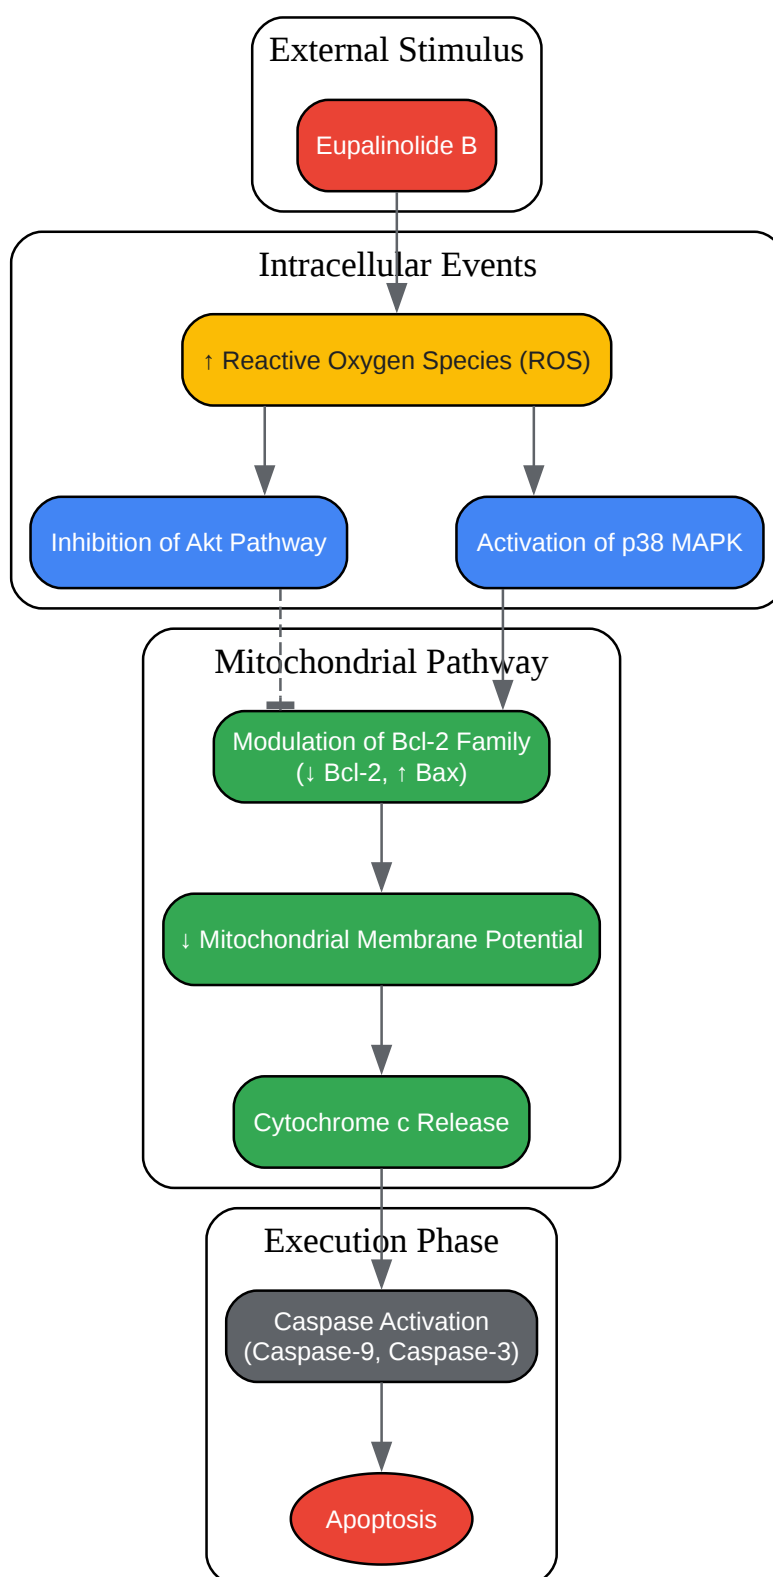 External Stimulus
Eupalinolide B
Intracellular Events
↑ Reactive Oxygen Species (ROS)
Inhibition of Akt Pathway
Activation of p38 MAPK
Mitochondrial Pathway
Modulation of Bcl-2 Family
(↓ Bcl-2, ↑ Bax)
↓ Mitochondrial Membrane Potential
Cytochrome c Release
Execution Phase
Caspase Activation
(Caspase-9, Caspase-3)
Apoptosis